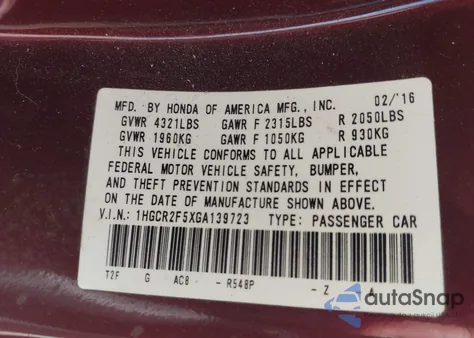 MFD. BY HONDA OF AMERICA MFG., INC. 02/'16
GVWR 4321LBS GAWR F 2315LBS R 2050LBS
GVWR 1960KG GAWR F 1050KG R 930KG
THIS VEHICLE CONFORMS TO ALL APPLICABLE
FEDERAL MOTOR VEHICLE SAFETY, BUMPER,
AND THEFT PREVENTION STANDARDS IN EFFECT
ON THE DATE OF MANUFACTURE SHOWN ABOVE.
V.I.N: 1HGCR2F5XGA139723 TYPE: PASSENGER CAR
T2F G AC8 - R548P - Z - A
autoSnap